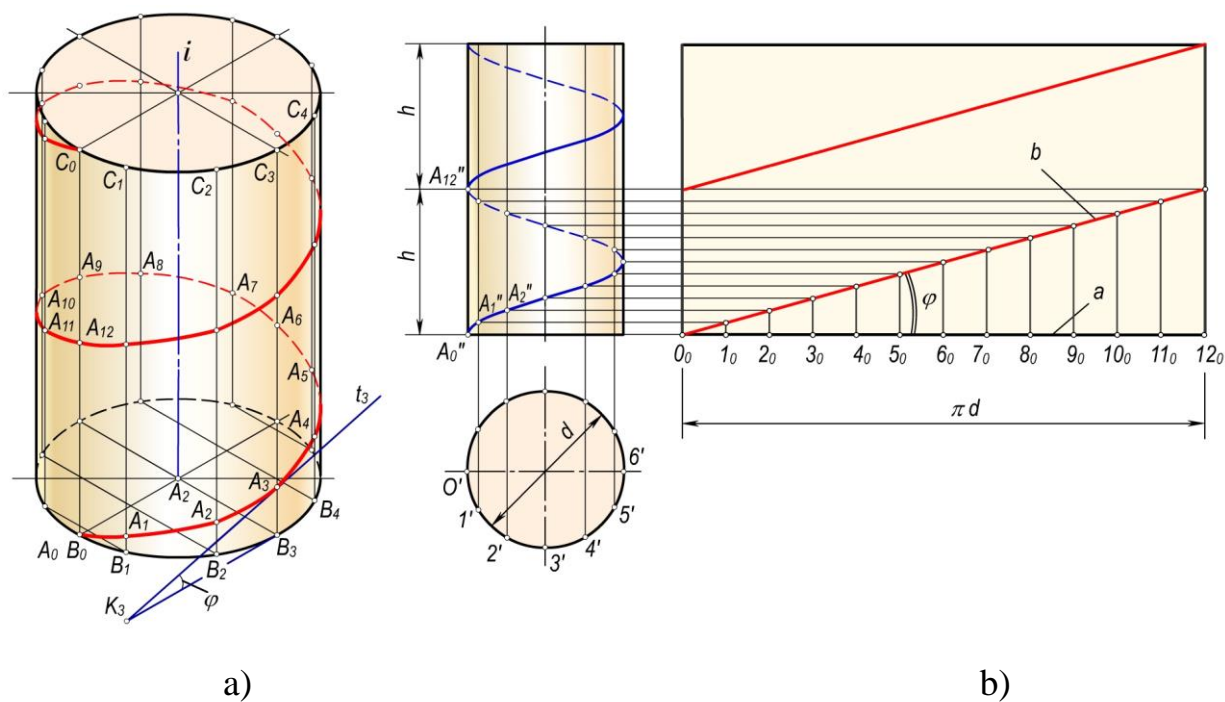 i
C4
C0
C1
C2
C3
A9
A8
A7
A10
A11
A12
A6
A5
t3
A4
A3
A2
A2
B4
A1
A0
B0
B1
B2
B3
K3
φ
h
h
A12"
A1"
A2"
A0"
d
O'
1'
2'
3'
4'
5'
6'
b
φ
a
00 10 20 30 40 50 60 70 80 90 100 110 120
π d
a)
b)